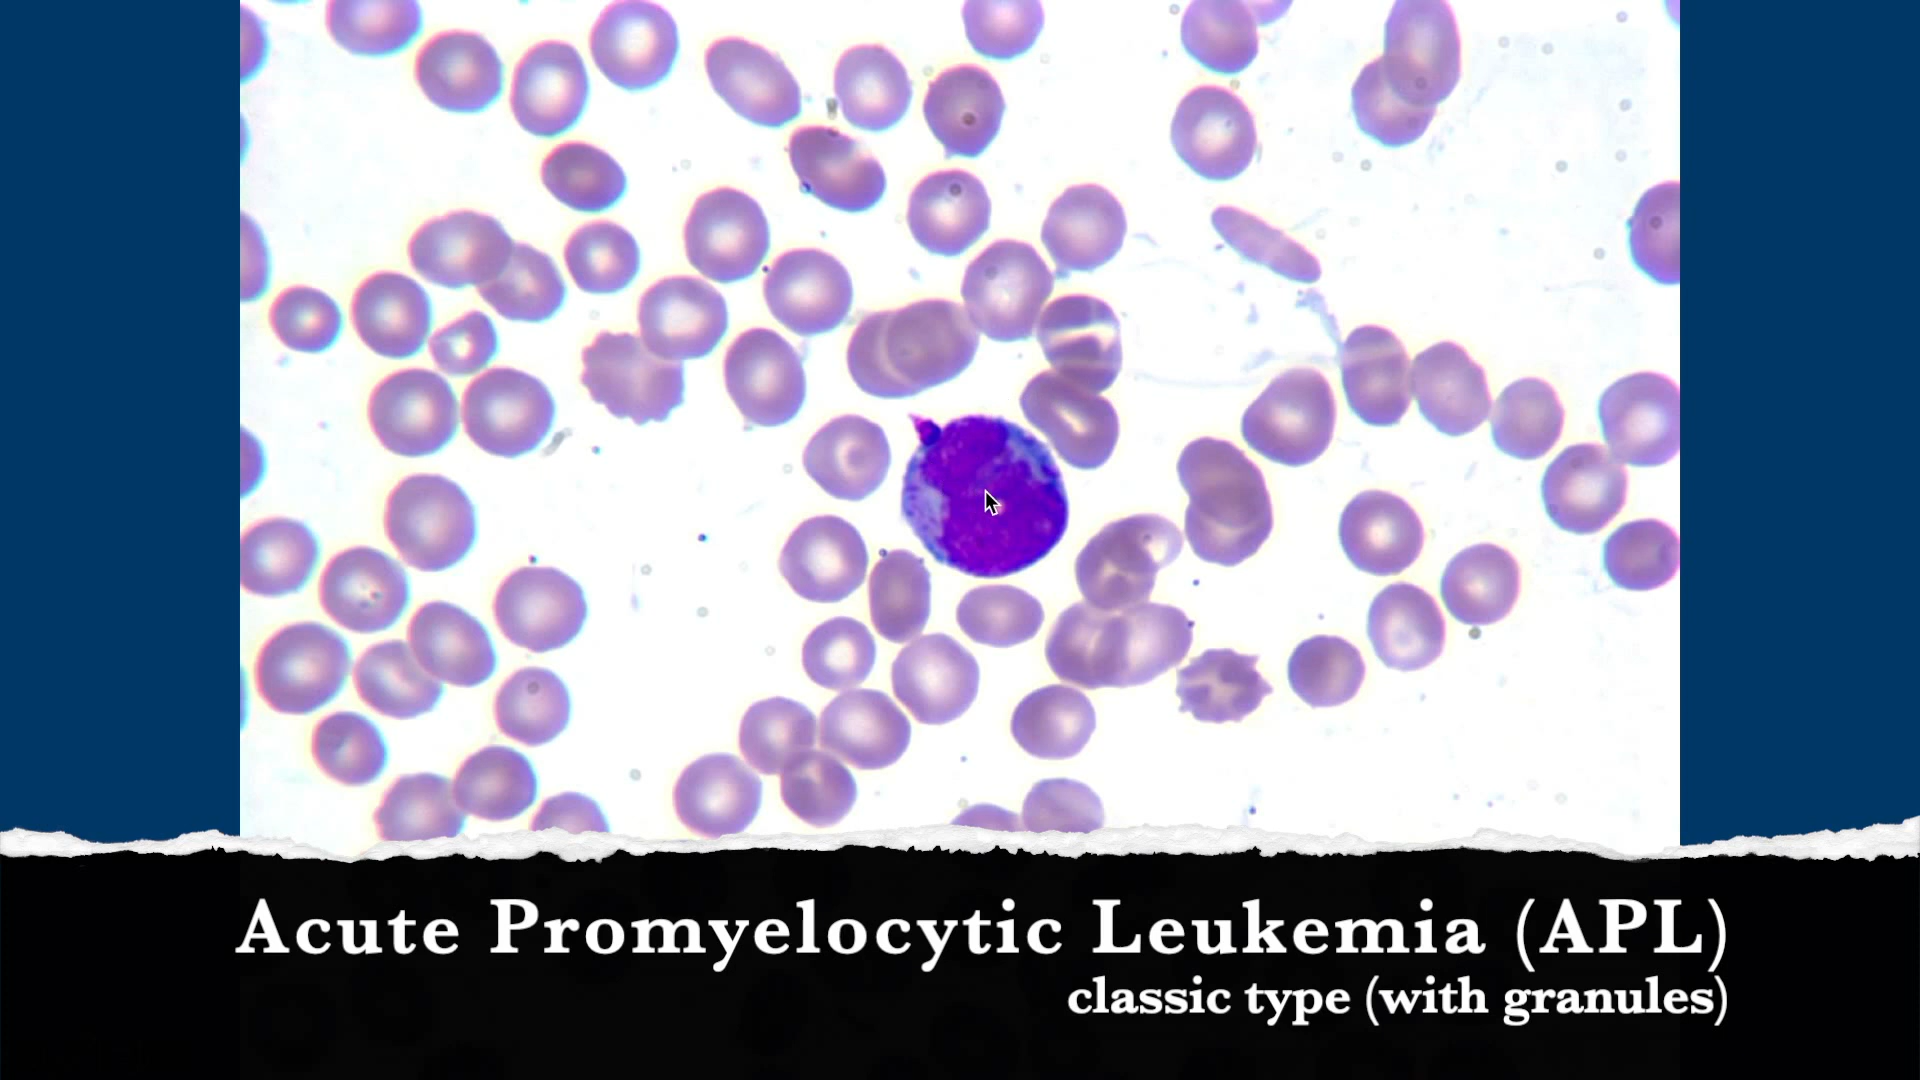 Acute Promyelocytic Leukemia (APL)
classic type (with granules)